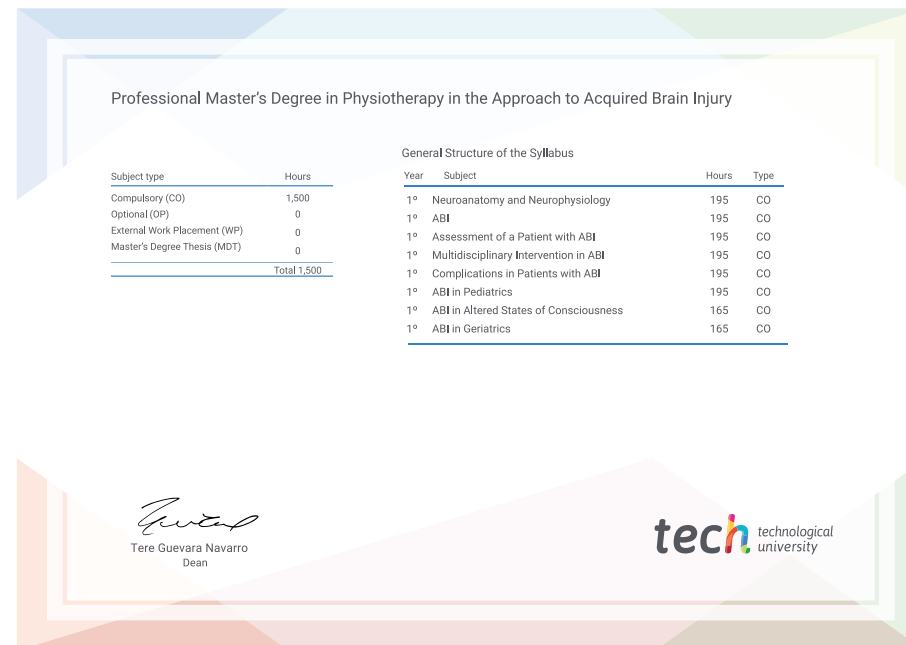 Professional Master's Degree in Physiotherapy in the Approach to Acquired Brain Injury
Subject type Hours
Compulsory (CO) 1,500
Optional (OP) 0
External Work Placement (WP) 0
Master's Degree Thesis (MDT) 0
Total 1,500
General Structure of the Syllabus
Year Subject Hours Type
1º Neuroanatomy and Neurophysiology 195 CO
1º ABI 195 CO
1º Assessment of a Patient with ABI 195 CO
1º Multidisciplinary Intervention in ABI 195 CO
1º Complications in Patients with ABI 195 CO
1º ABI in Pediatrics 195 CO
1º ABI in Altered States of Consciousness 165 CO
1º ABI in Geriatrics 165 CO
Tere Guevara Navarro
Dean
tech technological
university